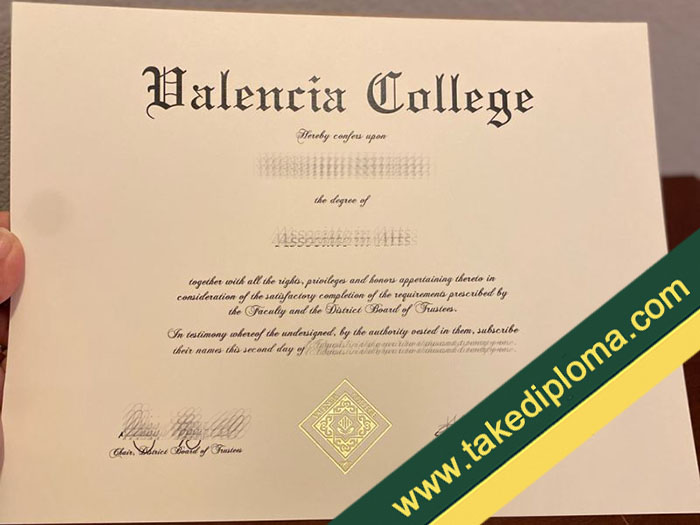 Valencia College
Hereby confers upon
the degree of
Associate in Arts
together with all the rights, privileges and honors appertaining thereto in
consideration of the satisfactory completion of the requirements prescribed by
the Faculty and the District Board of Trustees.
In testimony whereof the undersigned, by the authority vested in them, subscribe
their names this second day of
Chair, District Board of Trustees
www.takediploma.com